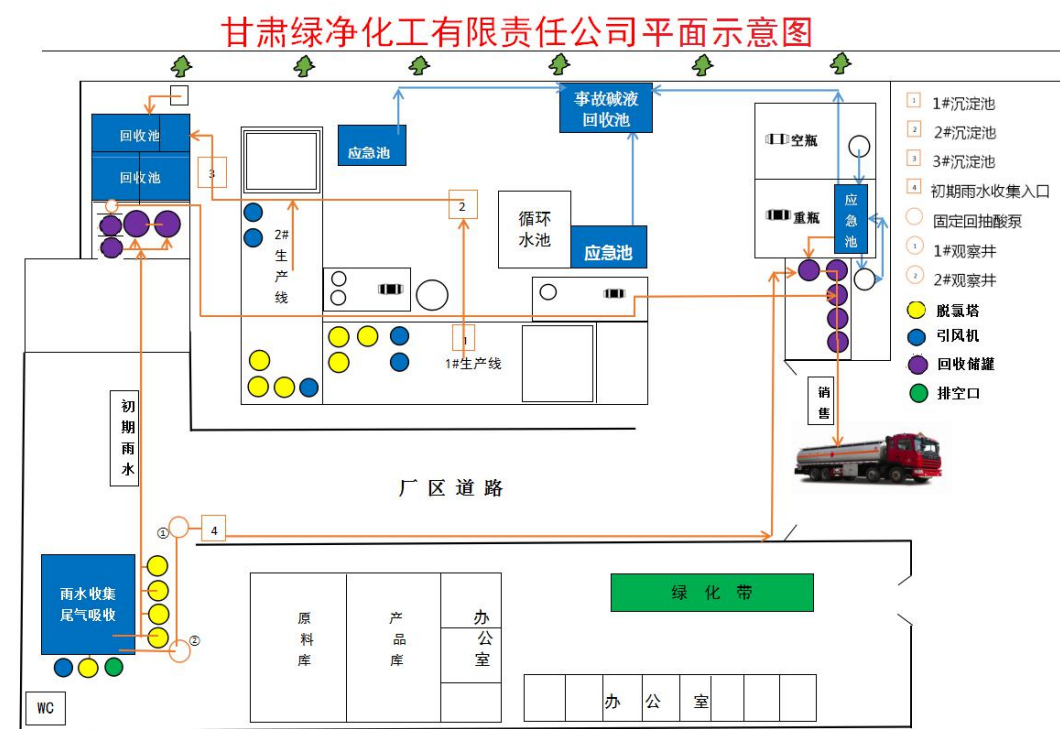 甘肃绿净化工有限责任公司平面示意图
事故碱液
回收池
回收池
回收池
应急池
3
2
循环
水池
应急池
空瓶
重瓶
应
急
池
2#
生
产
线
1
1#生产线
1
1#沉淀池
2
2#沉淀池
3
3#沉淀池
4
初期雨水收集入口
固定回抽酸泵
1
1#观察井
2
2#观察井
脱氯塔
引风机
回收储罐
排空口
初
期
雨
水
销
售
厂区道路
①
4
雨水收集
尾气吸收
②
WC
原
料
库
产
品
库
办
公
室
绿化带
办公室